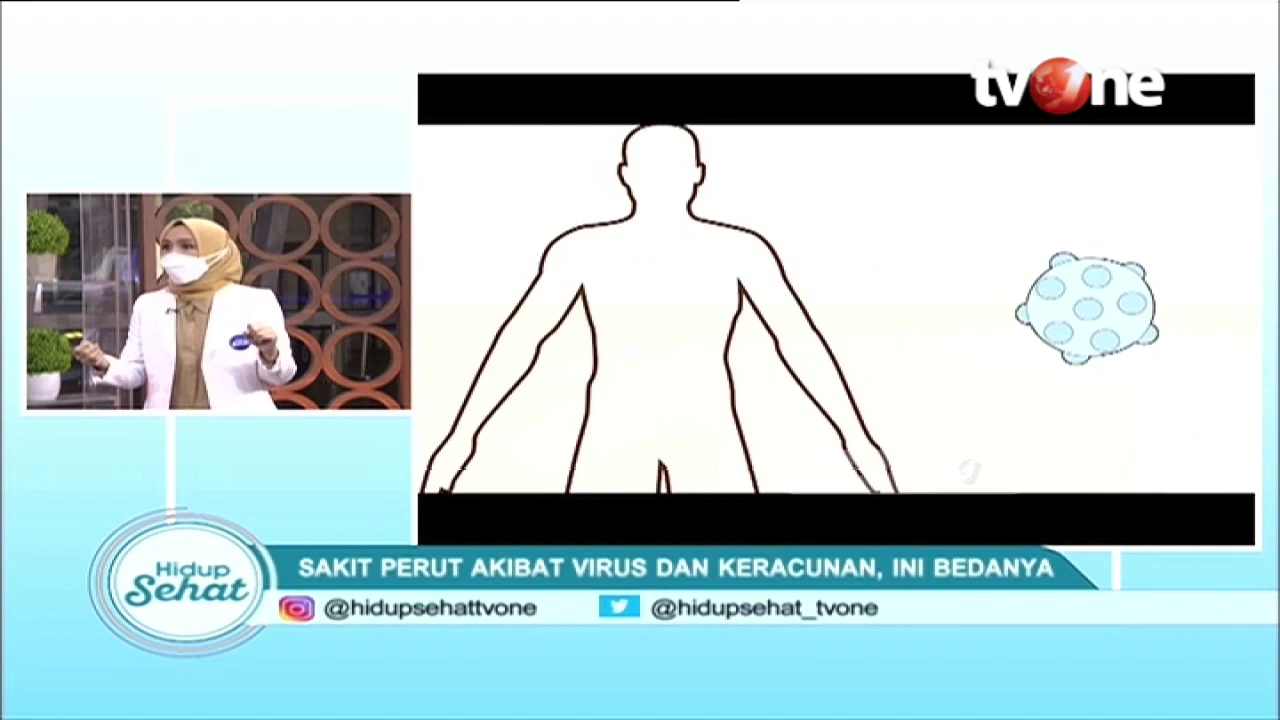 tvOne
SAKIT PERUT AKIBAT VIRUS DAN KERACUNAN, INI BEDANYA
Hidup
Sehat
@hidupsehattvone
@hidupsehat_tvone